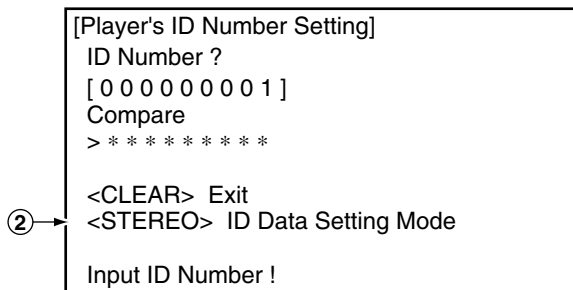 [Player's ID Number Setting]
ID Number ?
[ 0 0 0 0 0 0 0 0 1 ]
Compare
> * * * * * * * * *
<CLEAR> Exit
② <STEREO> ID Data Setting Mode
Input ID Number !